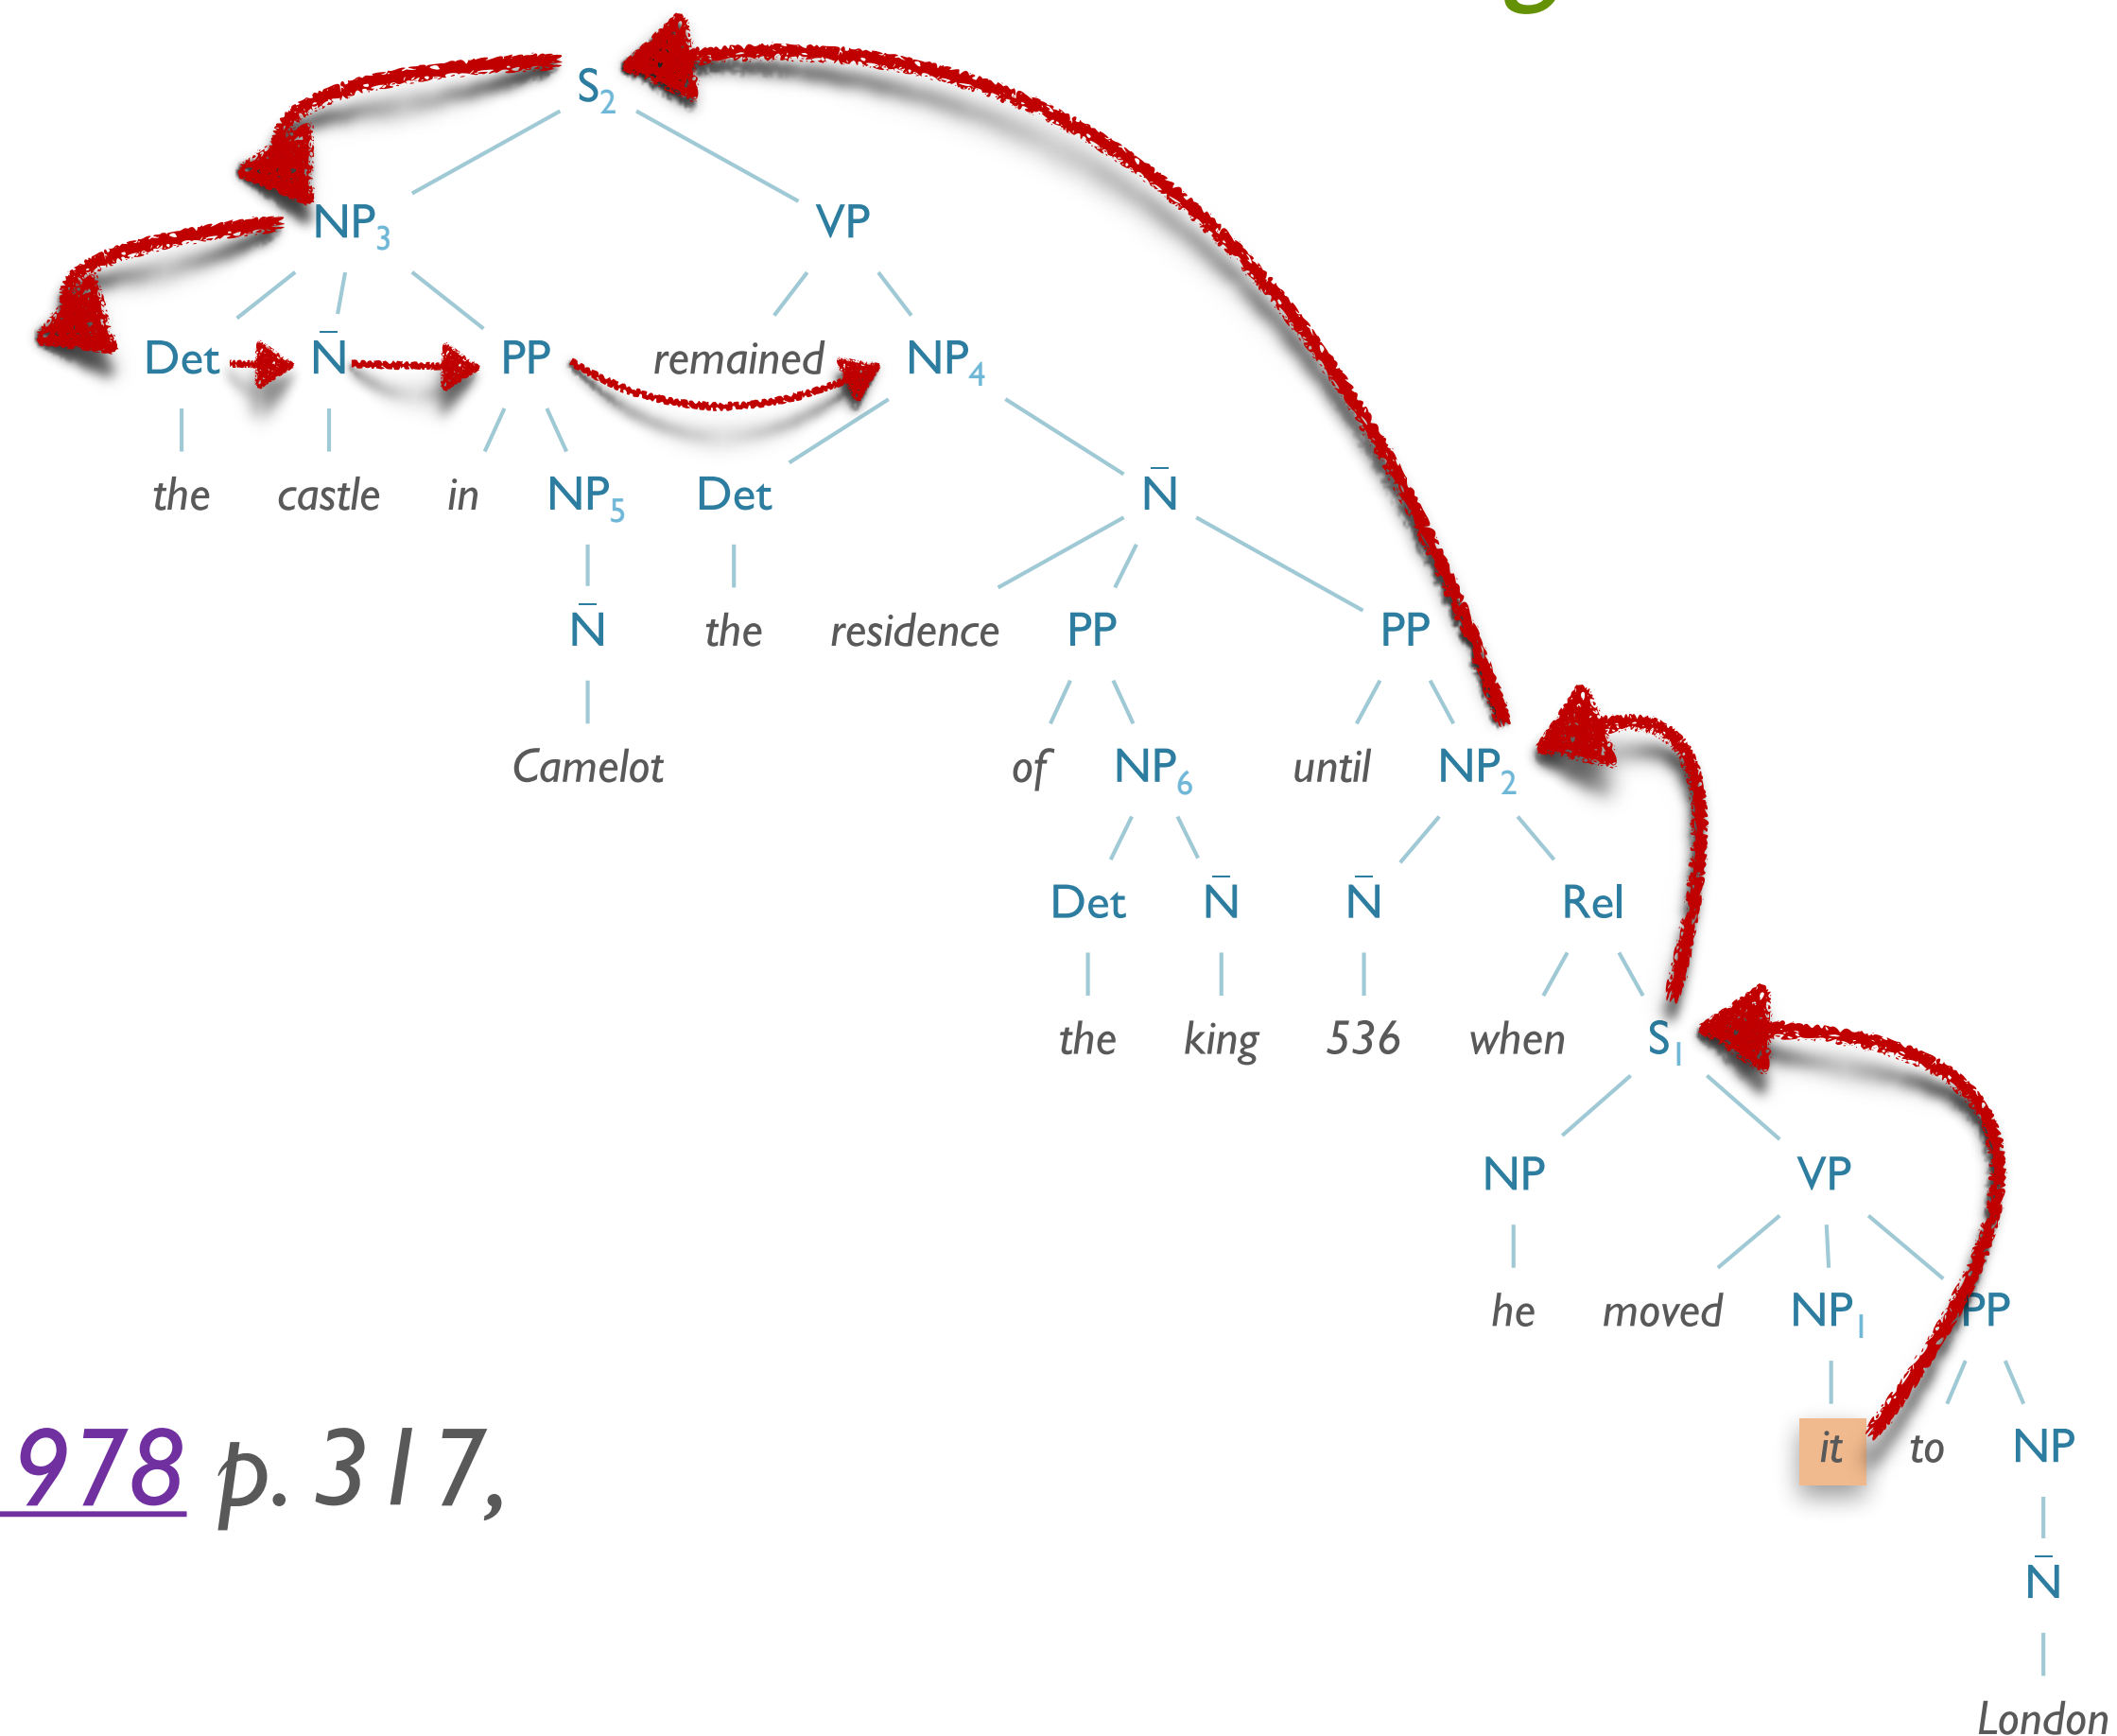 S2
NP3 VP
Det N̄ PP remained NP4
the castle in NP5 Det N̄
N̄ the residence PP PP
Camelot of NP6 until NP2
Det N̄ N̄ Rel
the king 536 when S1
NP VP
he moved NP1 PP
978 p. 317,
it to NP
N̄
London